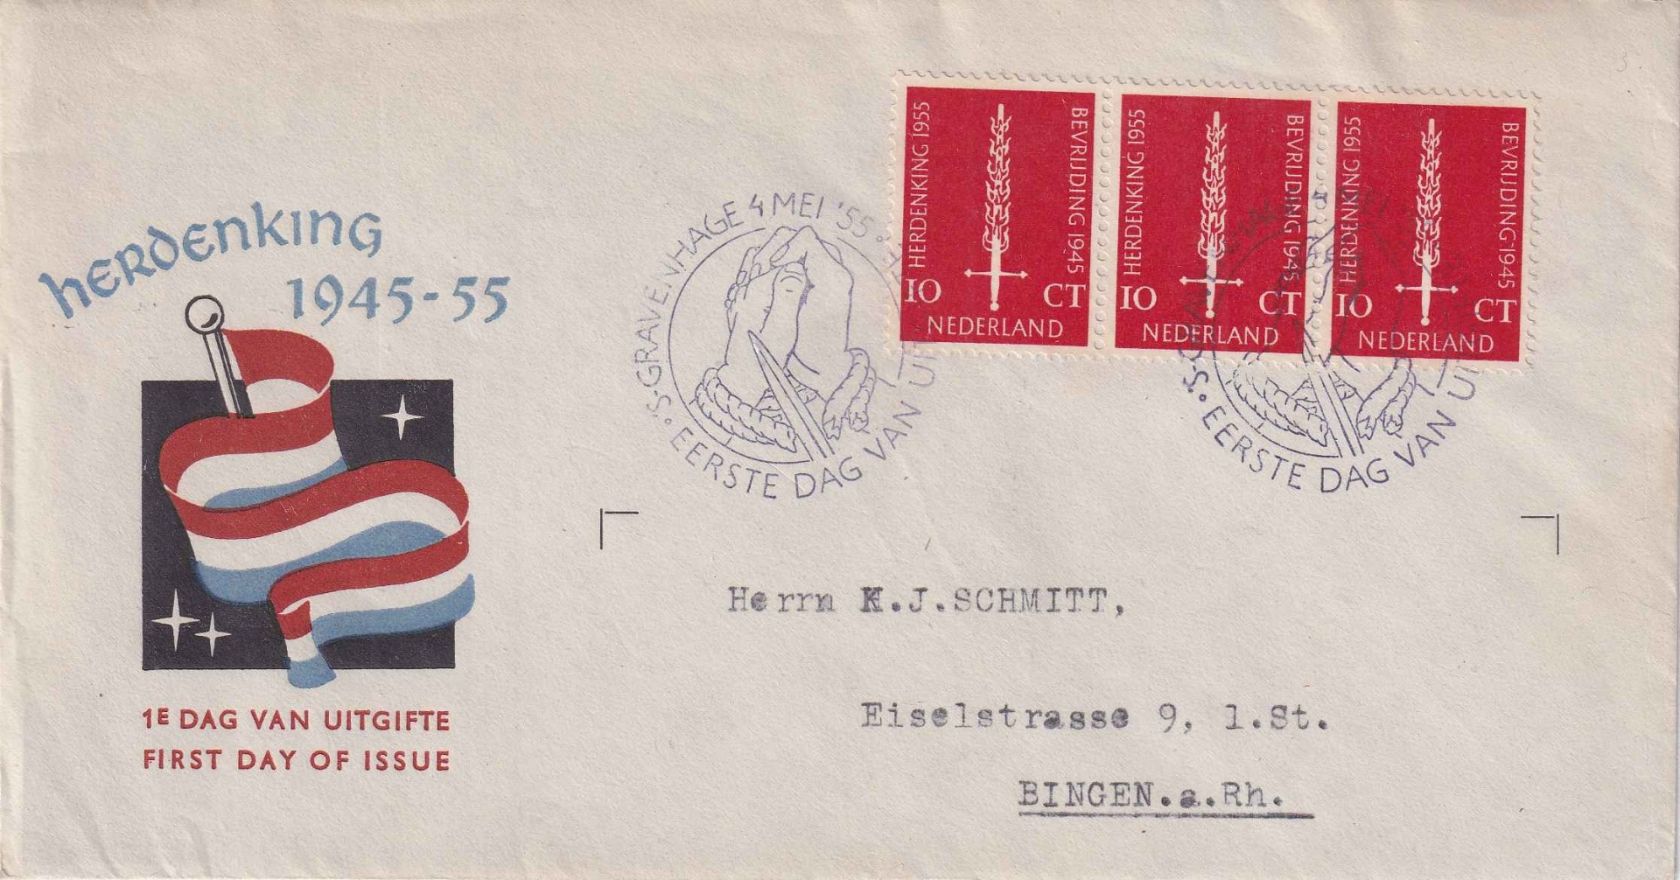 HERDENKING
1945-55
1E DAG VAN UITGIFTE
FIRST DAY OF ISSUE
'S-GRAVENHAGE 4 MEI '55
EERSTE DAG VAN
HERDENKING 1955
BEVRIJDING 1945
10 CT
NEDERLAND
HERDENKING 1955
BEVRIJDING 1945
10 CT
NEDERLAND
HERDENKING 1955
BEVRIJDING 1945
10 CT
NEDERLAND
EERSTE DAG VAN
Herrn K.J.SCHMITT,
Eiselstrasse 9, 1.St.
BINGEN.a.Rh.